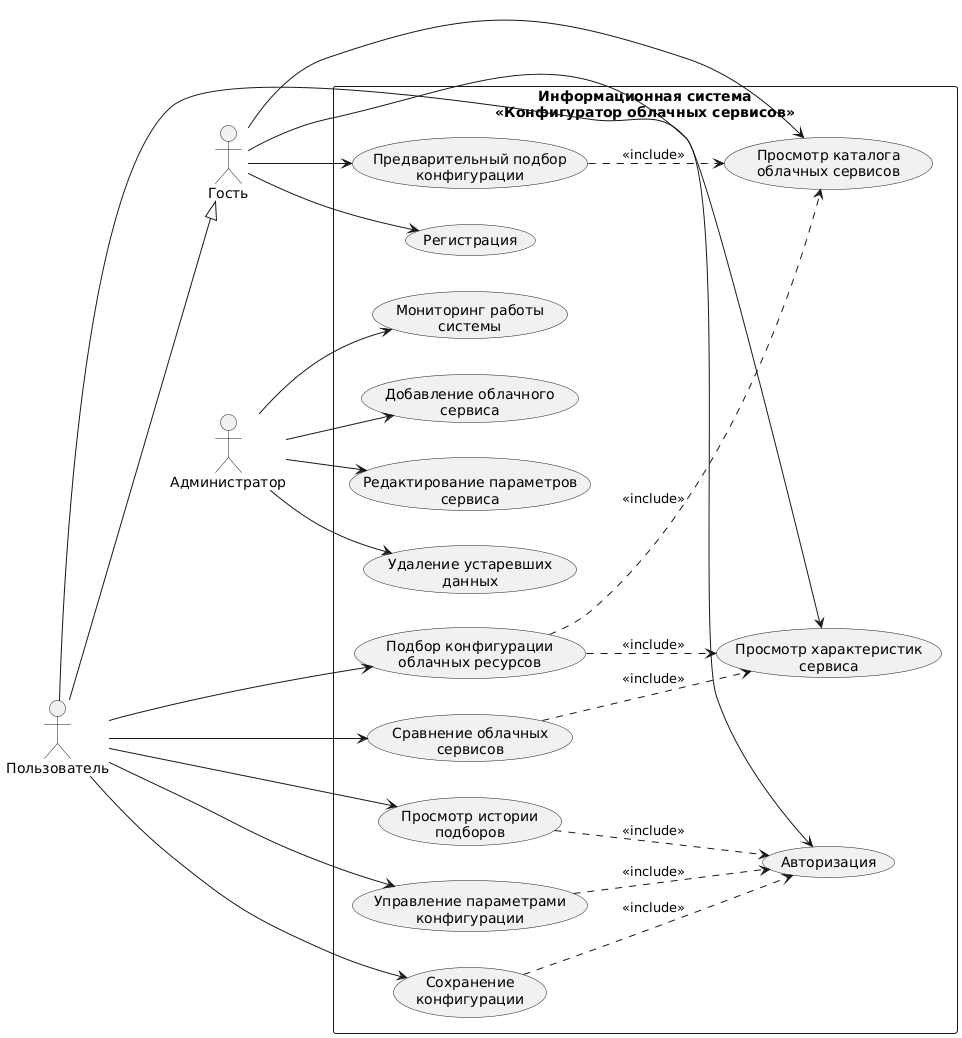 Информационная система
«Конфигуратор облачных сервисов»
Гость
Предварительный подбор
конфигурации
«include»
Просмотр каталога
облачных сервисов
Регистрация
Мониторинг работы
системы
Добавление облачного
сервиса
Администратор
Редактирование параметров
сервиса
«include»
Удаление устаревших
данных
Подбор конфигурации
облачных ресурсов
«include»
Просмотр характеристик
сервиса
«include»
Сравнение облачных
сервисов
Пользователь
Просмотр истории
подборов
«include»
Авторизация
«include»
Управление параметрами
конфигурации
«include»
Сохранение
конфигурации